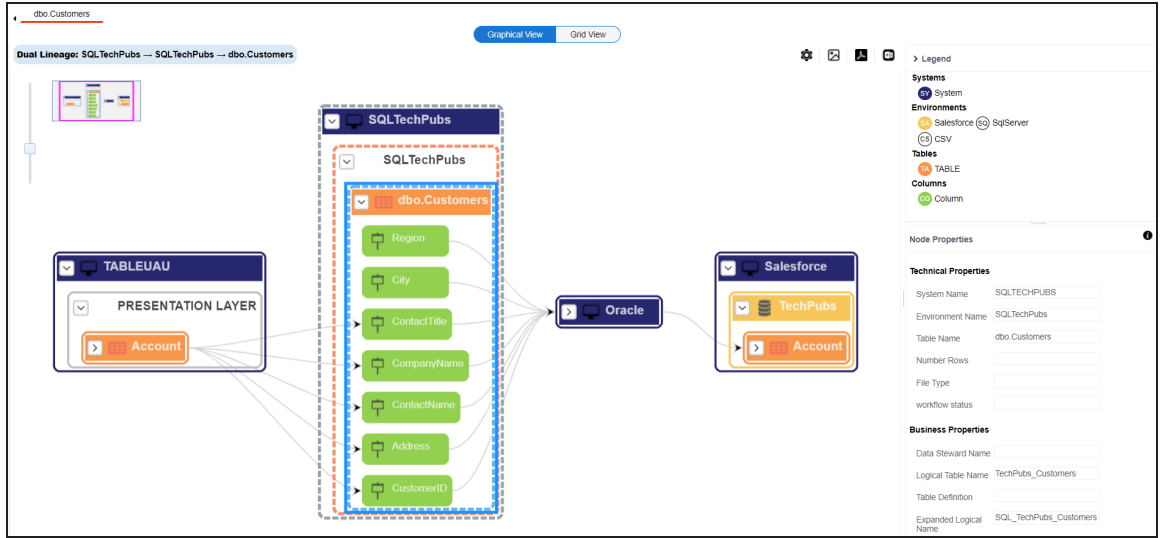 dbo.Customers
Graphical View
Grid View
Dual Lineage: SQLTechPubs → SQLTechPubs → dbo.Customers
SQLTechPubs
SQLTechPubs
dbo.Customers
Region
City
ContactTitle
CompanyName
ContactName
Address
CustomerID
TABLEUAU
PRESENTATION LAYER
Account
Oracle
Salesforce
TechPubs
Account
Legend
Systems
SY System
Environments
SA Salesforce SQ SqlServer
CS CSV
Tables
TA TABLE
Columns
CO Column
Node Properties
Technical Properties
System Name SQLTECHPUBS
Environment Name SQLTechPubs
Table Name dbo.Customers
Number Rows
File Type
workflow status
Business Properties
Data Steward Name
Logical Table Name TechPubs_Customers
Table Definition
Expanded Logical SQL_TechPubs_Customers
Name